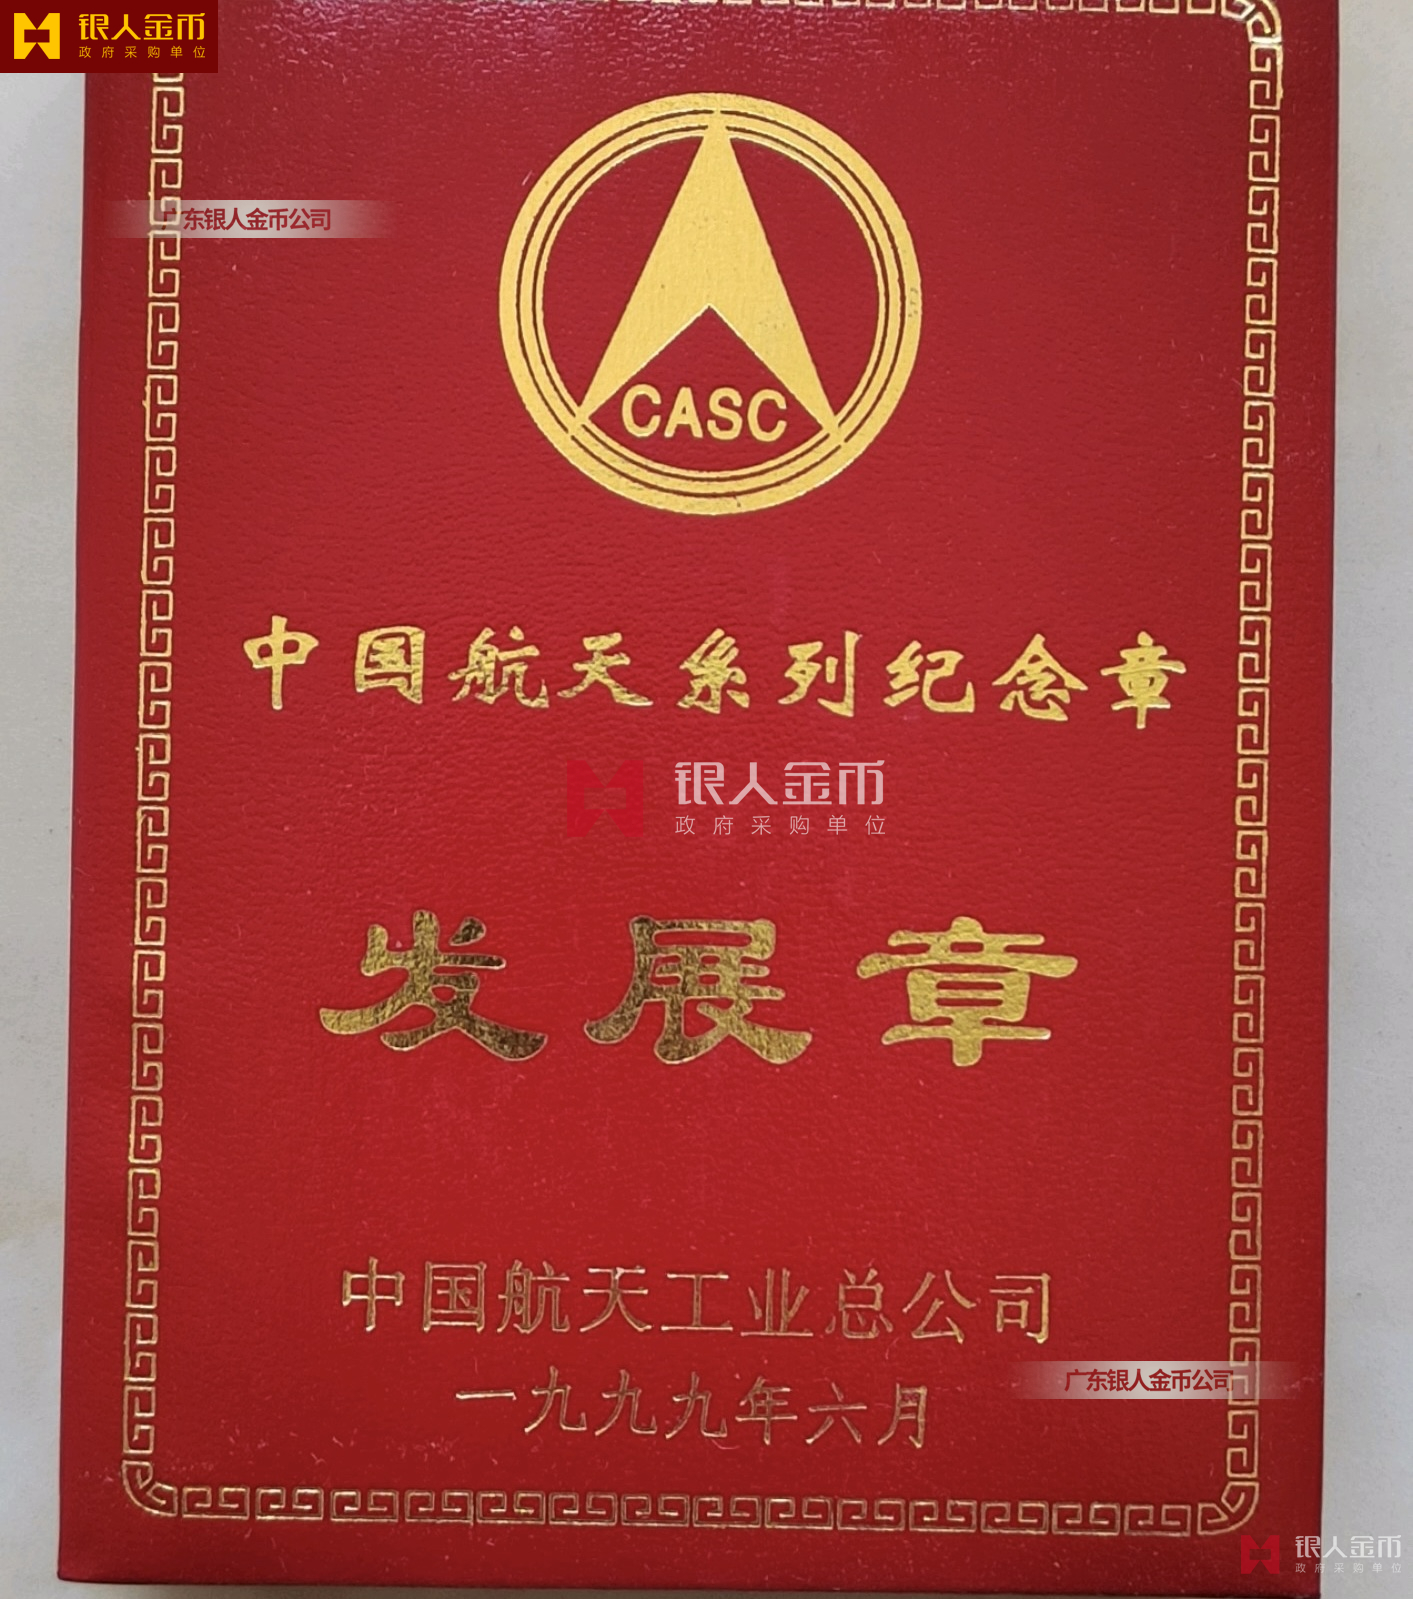 银人金币
政府采购单位
广东银人金币公司
CASC
中国航天系列纪念章
银人金币
政府采购单位
发展章
中国航天工业总公司
广东银人金币公司
一九九九年六月
银人金币
政府采购单位